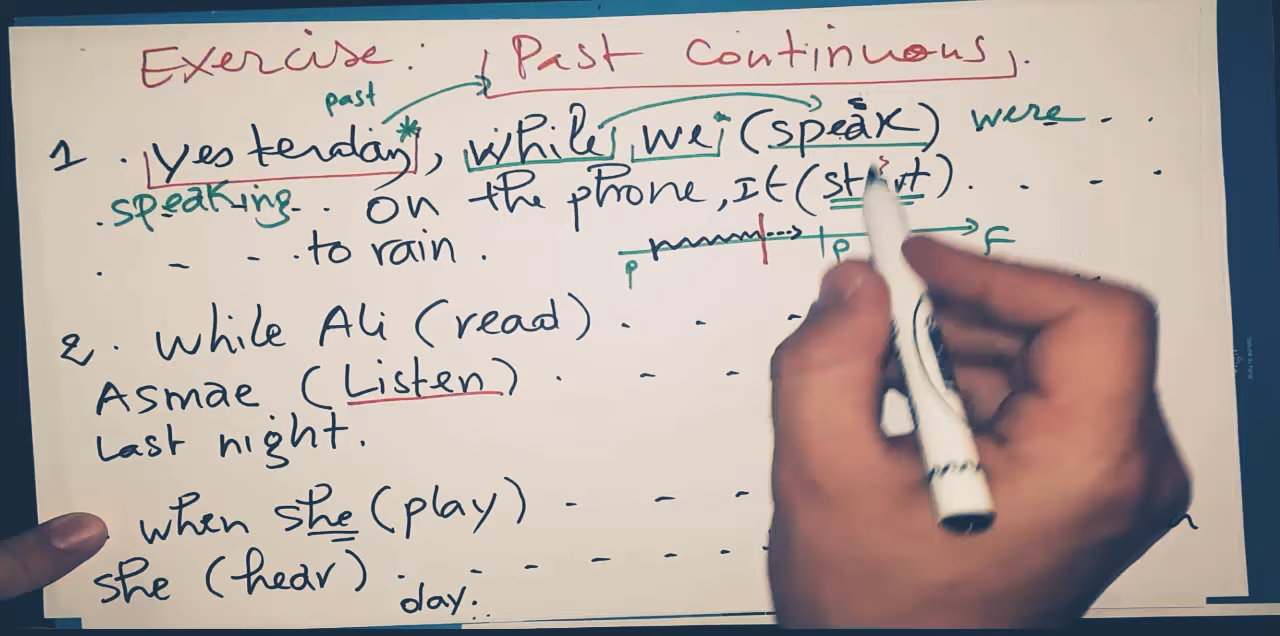 Exercise: Past Continuous.
past
1. yesterday*, while we (speak) were . .
.speaking. . on the phone, It (start). . - .
. - - . to rain.
P P F
2. while Ali (read) . - -
Asmae (Listen) . - -
Last night.
when she (play) - - -
she (hear) . - - - -
day.